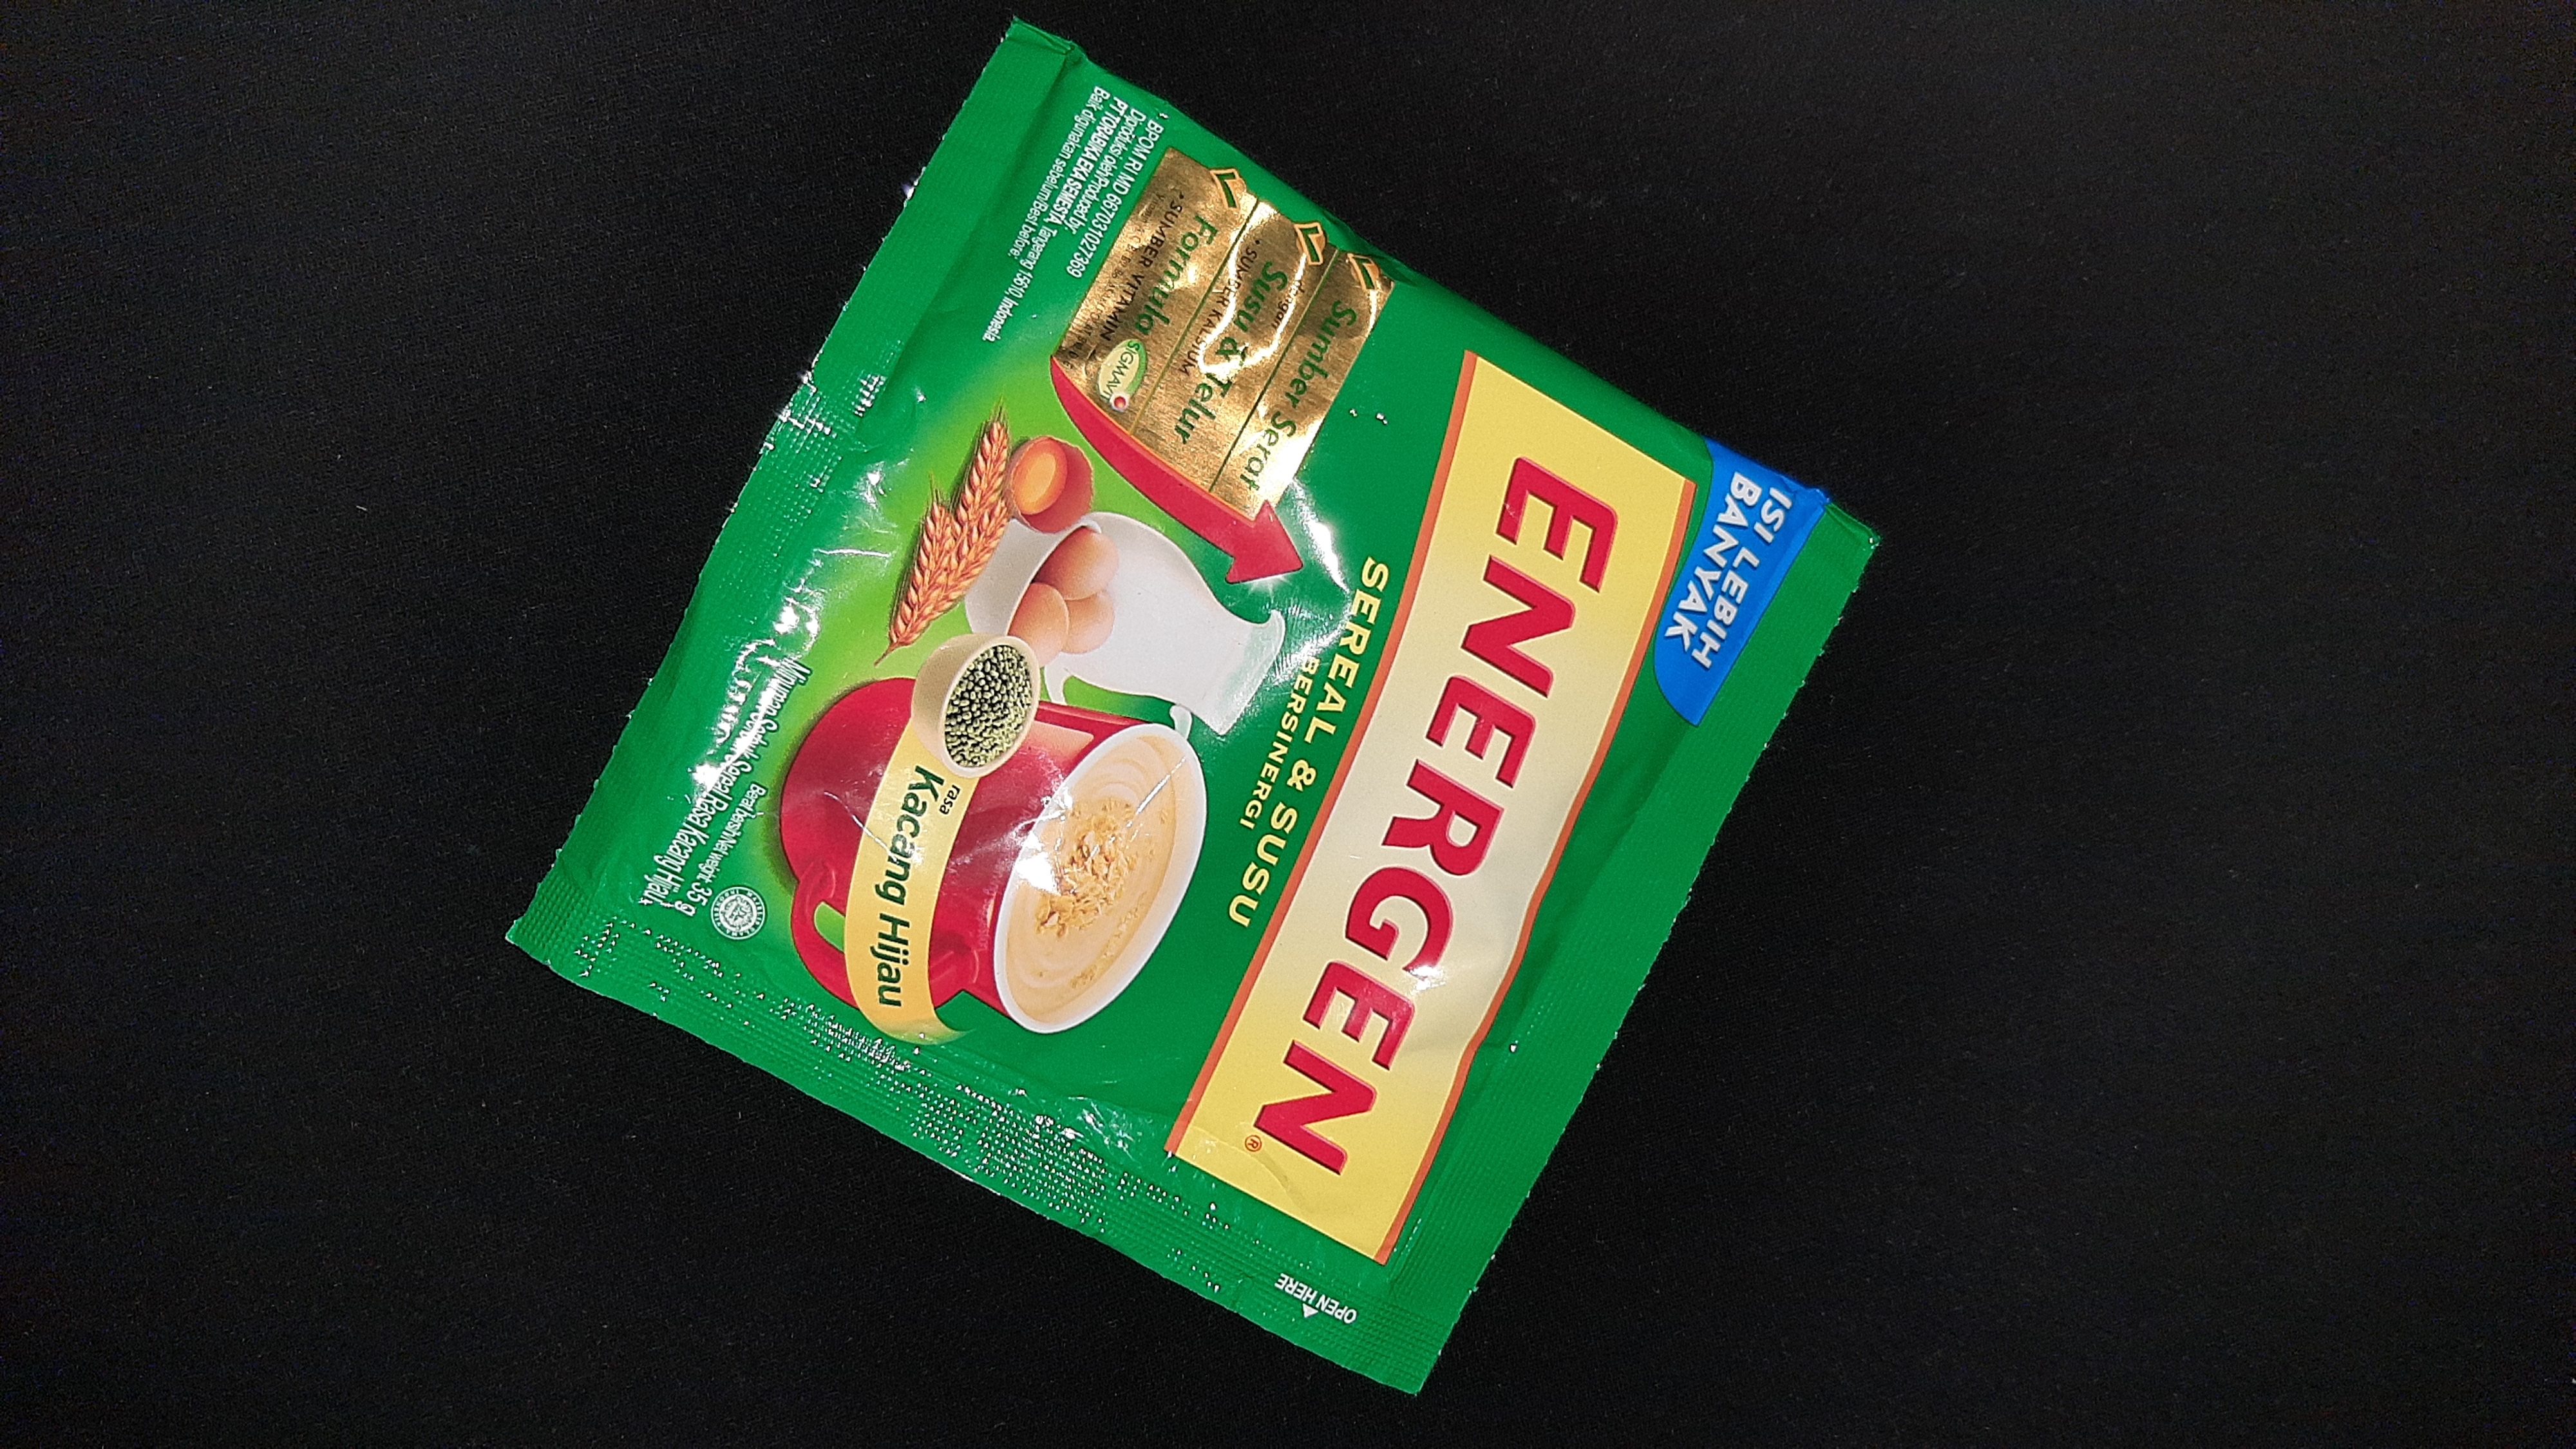 ISI LEBIH
BANYAK
ENERGEN®
SEREAL & SUSU
BERSINERGI
Sumber Serat
dengan
Susu & Telur
• SUMBER KALSIUM
Formula SIGMAVIT
• SUMBER VITAMIN
rasa
Kacang Hijau
BPOM RI MD 667031027369
Diproduksi oleh/Produced by:
PT TORABIKA EKA SEMESTA, Tangerang 15610, Indonesia.
Baik digunakan sebelum/Best before:
Minuman Serbuk Sereal Rasa Kacang Hijau
Berat bersih/Net weight: 35 g
OPEN HERE